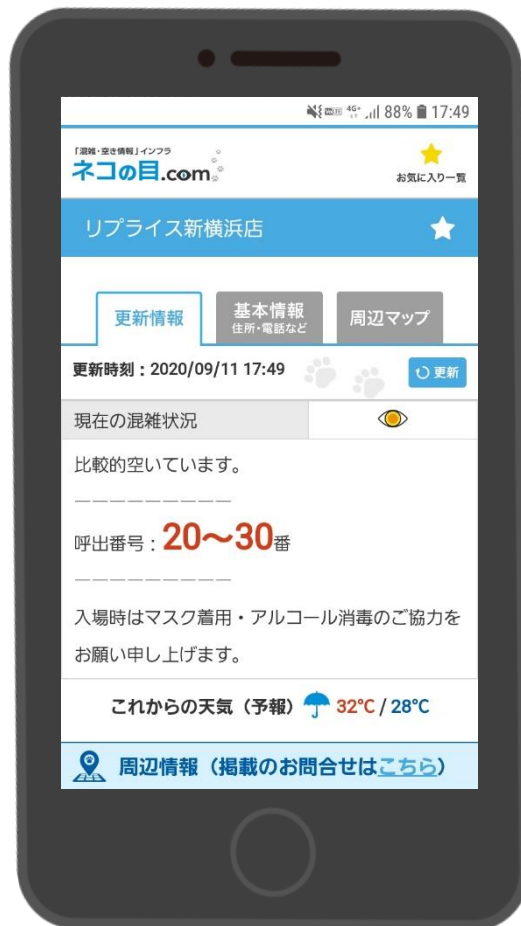 4G+ 88% 17:49
「混雑・空き情報」インフラ
ネコの目.com
お気に入り一覧
リプライス新横浜店
更新情報
基本情報
住所・電話など
周辺マップ
更新時刻：2020/09/11 17:49
更新
現在の混雑状況
比較的空いています。
—————————
呼出番号：20～30番
—————————
入場時はマスク着用・アルコール消毒のご協力を
お願い申し上げます。
これからの天気（予報） 32℃ / 28℃
周辺情報（掲載のお問合せはこちら）